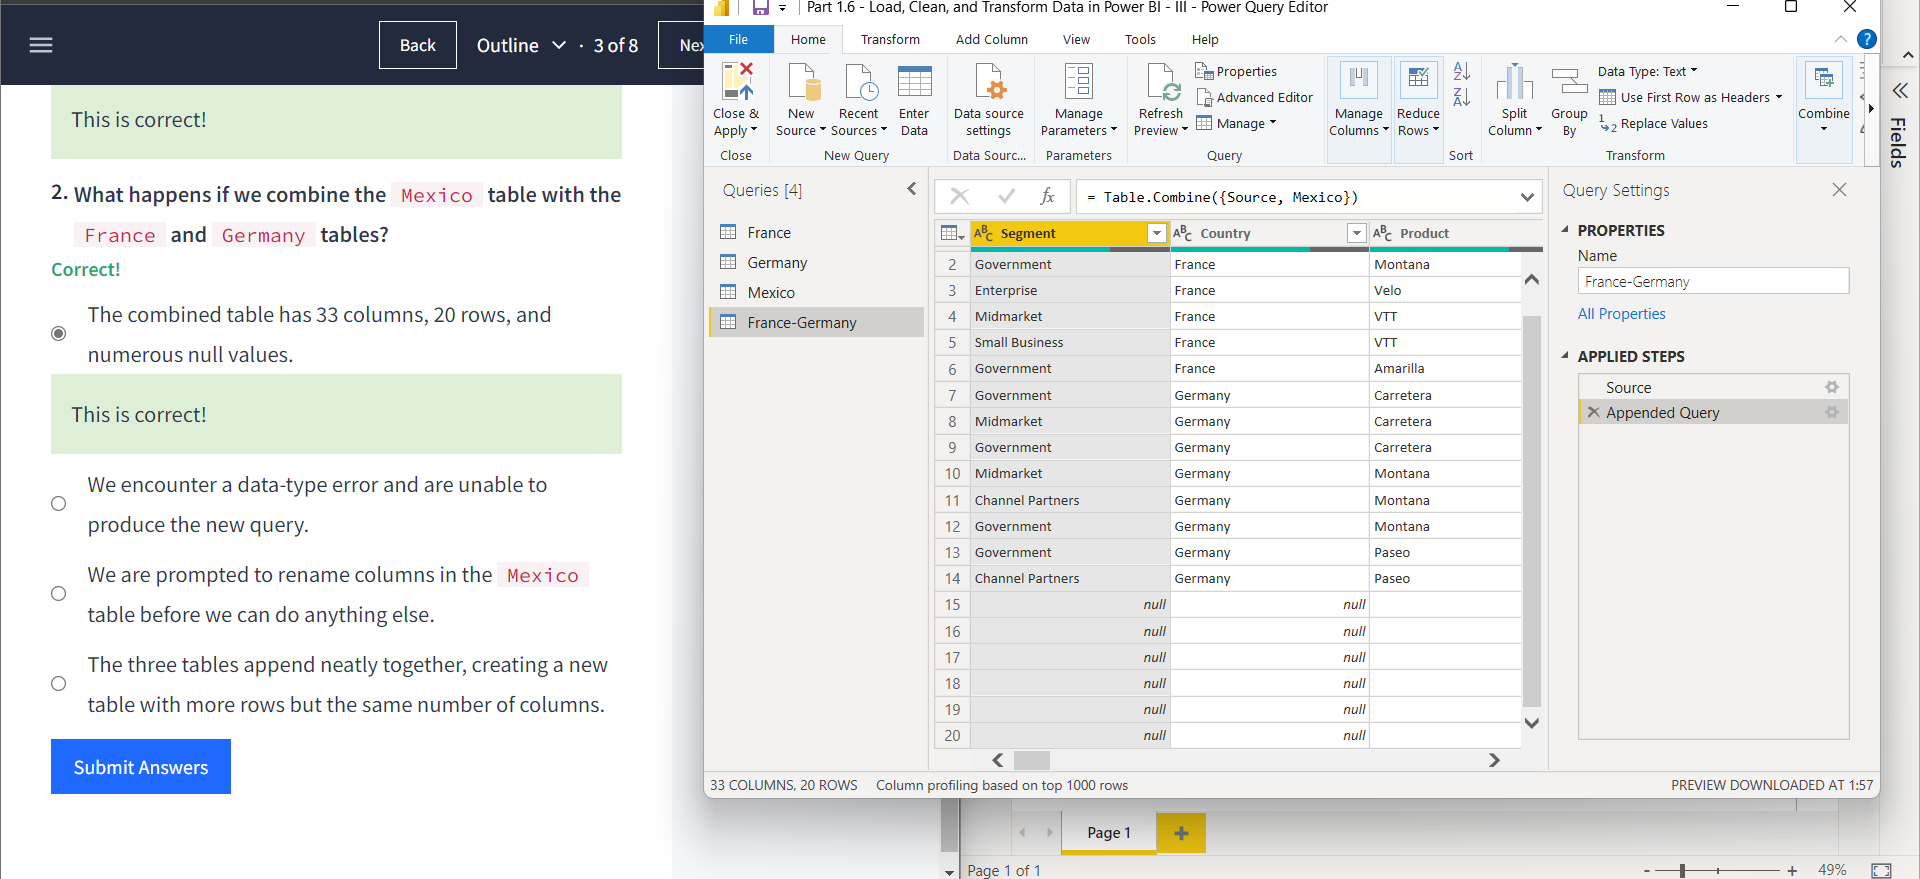 Back
Outline
· 3 of 8
Nex
This is correct!
2. What happens if we combine the Mexico table with the
France and Germany tables?
Correct!
The combined table has 33 columns, 20 rows, and
numerous null values.
This is correct!
We encounter a data-type error and are unable to
produce the new query.
We are prompted to rename columns in the Mexico
table before we can do anything else.
The three tables append neatly together, creating a new
table with more rows but the same number of columns.
Submit Answers
Part 1.6 - Load, Clean, and Transform Data in Power BI - III - Power Query Editor
File Home Transform Add Column View Tools Help
?
Close &
Apply
Close
New
Source
Recent
Sources
Enter
Data
New Query
Data source
settings
Data Sourc...
Manage
Parameters
Parameters
Refresh
Preview
Properties
Advanced Editor
Manage
Query
Manage
Columns
Reduce
Rows
Sort
Split
Column
Group
By
Data Type: Text
Use First Row as Headers
Replace Values
Transform
Combine
Fields
Queries [4]
France
Germany
Mexico
France-Germany
fx = Table.Combine({Source, Mexico})
ABC Segment ABC Country ABC Product
2 Government France Montana
3 Enterprise France Velo
4 Midmarket France VTT
5 Small Business France VTT
6 Government France Amarilla
7 Government Germany Carretera
8 Midmarket Germany Carretera
9 Government Germany Carretera
10 Midmarket Germany Montana
11 Channel Partners Germany Montana
12 Government Germany Montana
13 Government Germany Paseo
14 Channel Partners Germany Paseo
15 null null
16 null null
17 null null
18 null null
19 null null
20 null null
Query Settings
PROPERTIES
Name
France-Germany
All Properties
APPLIED STEPS
Source
Appended Query
33 COLUMNS, 20 ROWS Column profiling based on top 1000 rows
PREVIEW DOWNLOADED AT 1:57
Page 1
+
Page 1 of 1
- + 49%